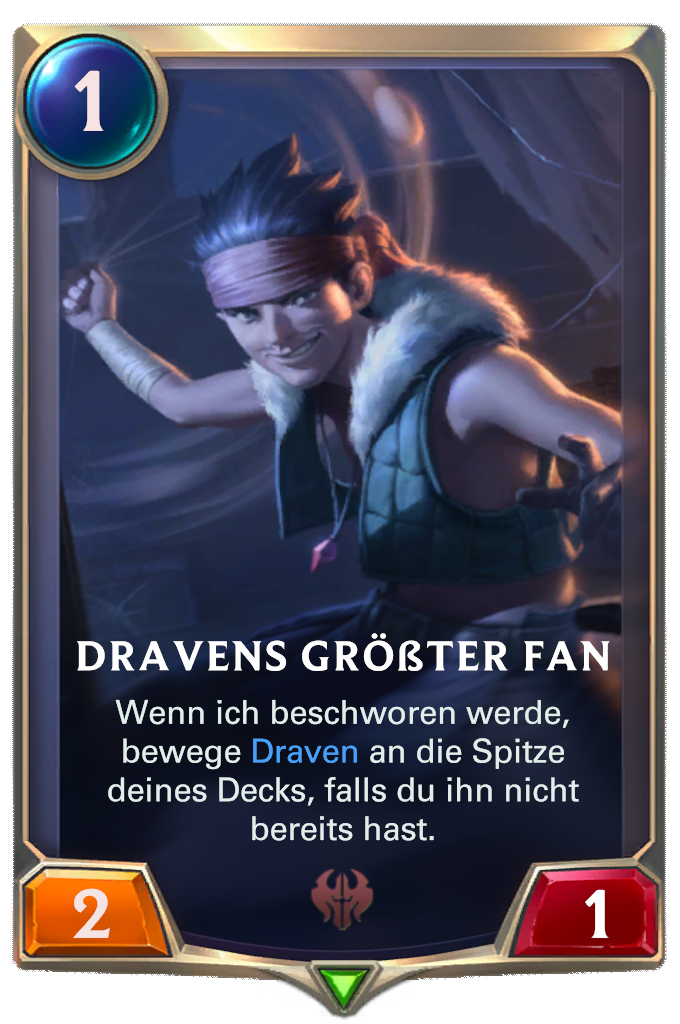 1
DRAVENS GRÖßTER FAN
Wenn ich beschworen werde,
bewege Draven an die Spitze
deines Decks, falls du ihn nicht
bereits hast.
2
1